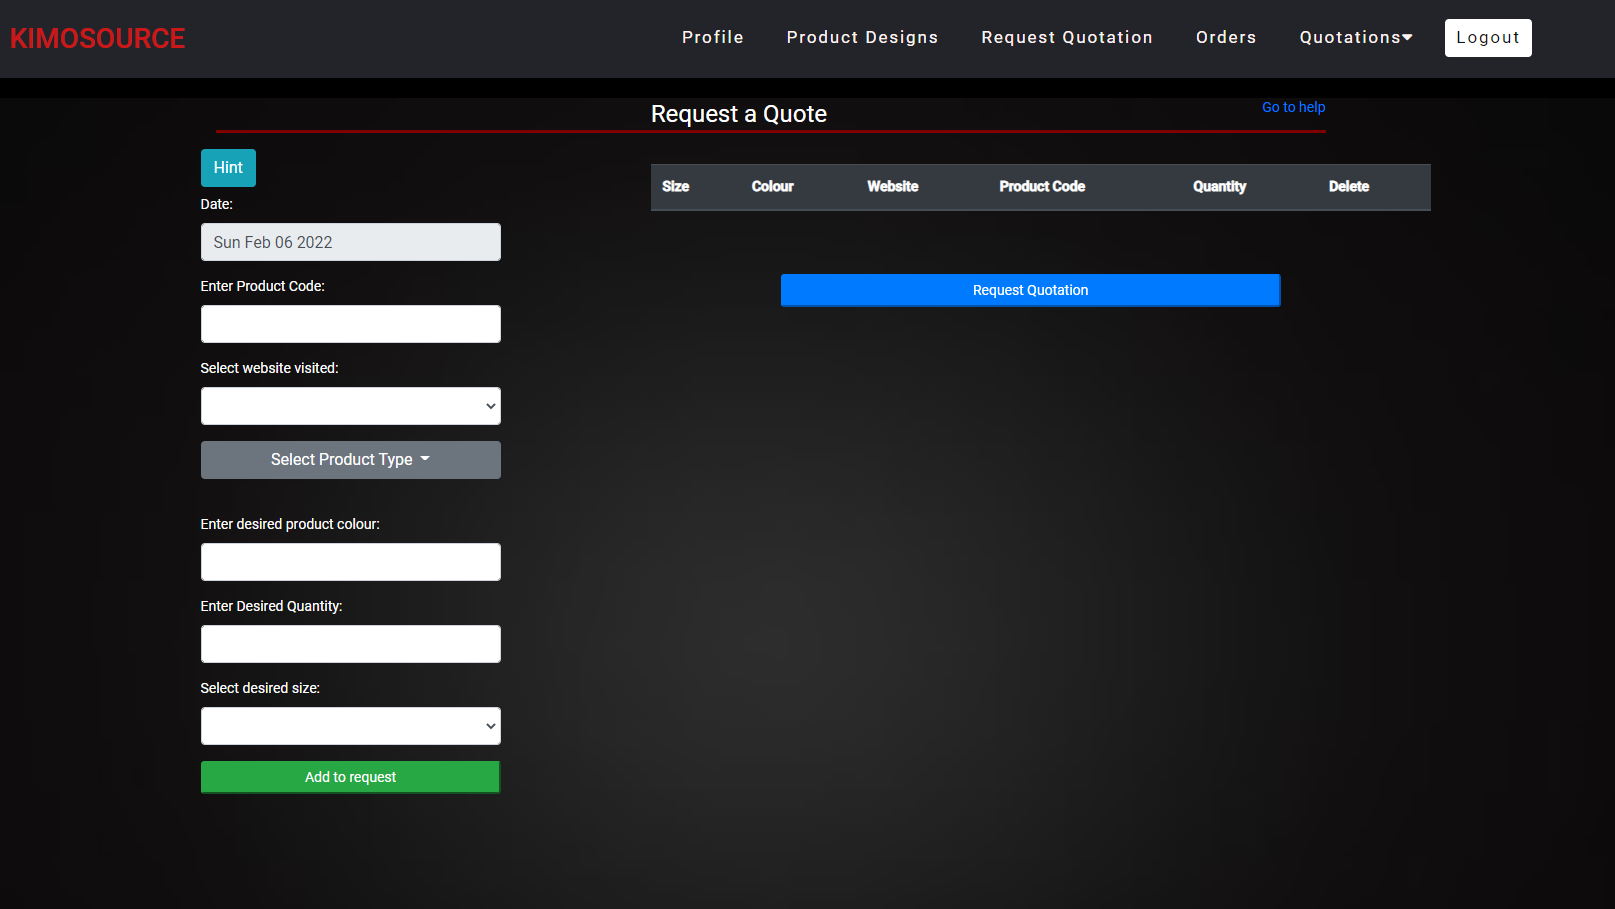 KIMOSOURCE
Profile Product Designs Request Quotation Orders Quotations Logout
Request a Quote
Go to help
Hint
Date:
Sun Feb 06 2022
Enter Product Code:
Select website visited:
Select Product Type
Enter desired product colour:
Enter Desired Quantity:
Select desired size:
Add to request
Size Colour Website Product Code Quantity Delete
Request Quotation